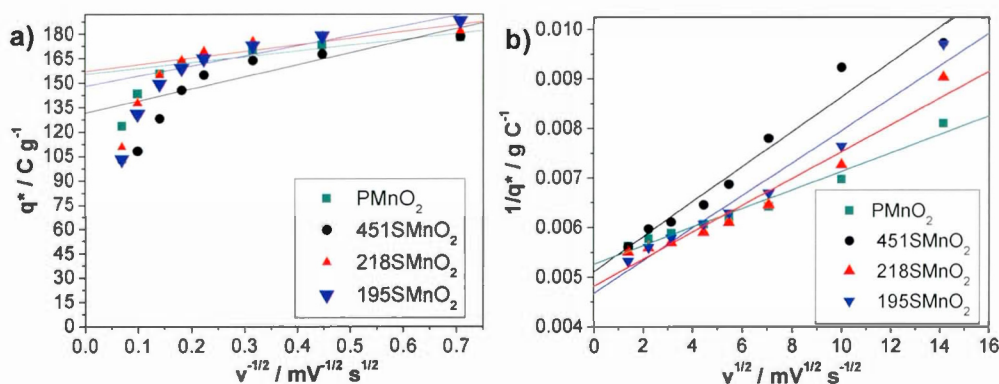 a)
q* / C g⁻¹
180
165
150
135
120
105
90
75
60
45
30
15
0
PMnO₂
451SMnO₂
218SMnO₂
195SMnO₂
0.0 0.1 0.2 0.3 0.4 0.5 0.6 0.7
v⁻¹/² / mV⁻¹/² s¹/²
b)
1/q* / g C⁻¹
0.010
0.009
0.008
0.007
0.006
0.005
0.004
PMnO₂
451SMnO₂
218SMnO₂
195SMnO₂
0 2 4 6 8 10 12 14 16
v¹/² / mV¹/² s⁻¹/²